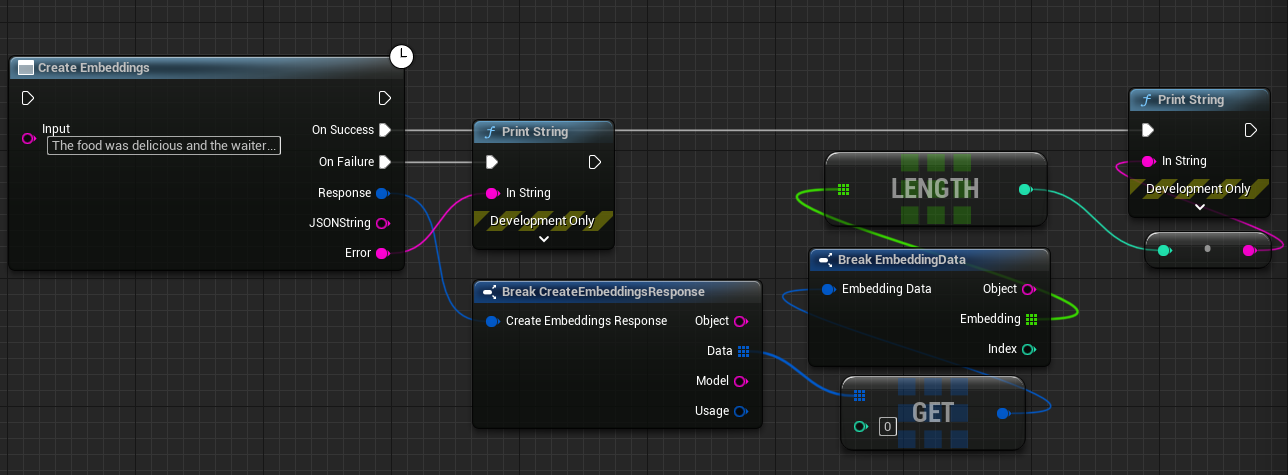 Create Embeddings
Input
The food was delicious and the waiter...
On Success
On Failure
Response
JSONString
Error
Print String
In String
Development Only
Break CreateEmbeddingsResponse
Create Embeddings Response
Object
Data
Model
Usage
LENGTH
Break EmbeddingData
Embedding Data
Object
Embedding
Index
GET
0
Print String
In String
Development Only